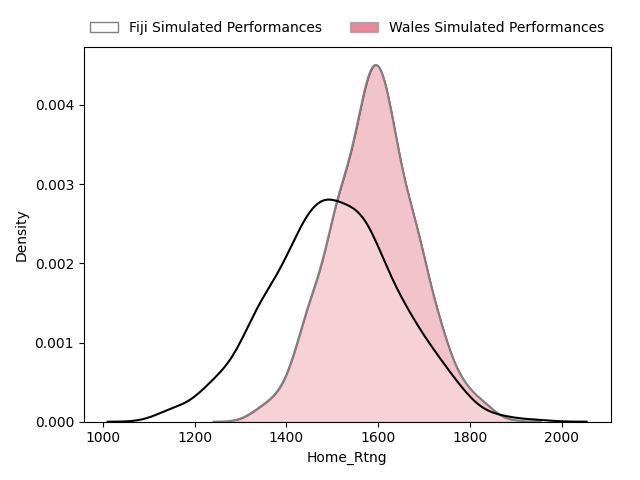 Fiji Simulated Performances
Wales Simulated Performances
Density
0.004
0.003
0.002
0.001
0.000
1000 1200 1400 1600 1800 2000
Home_Rtng